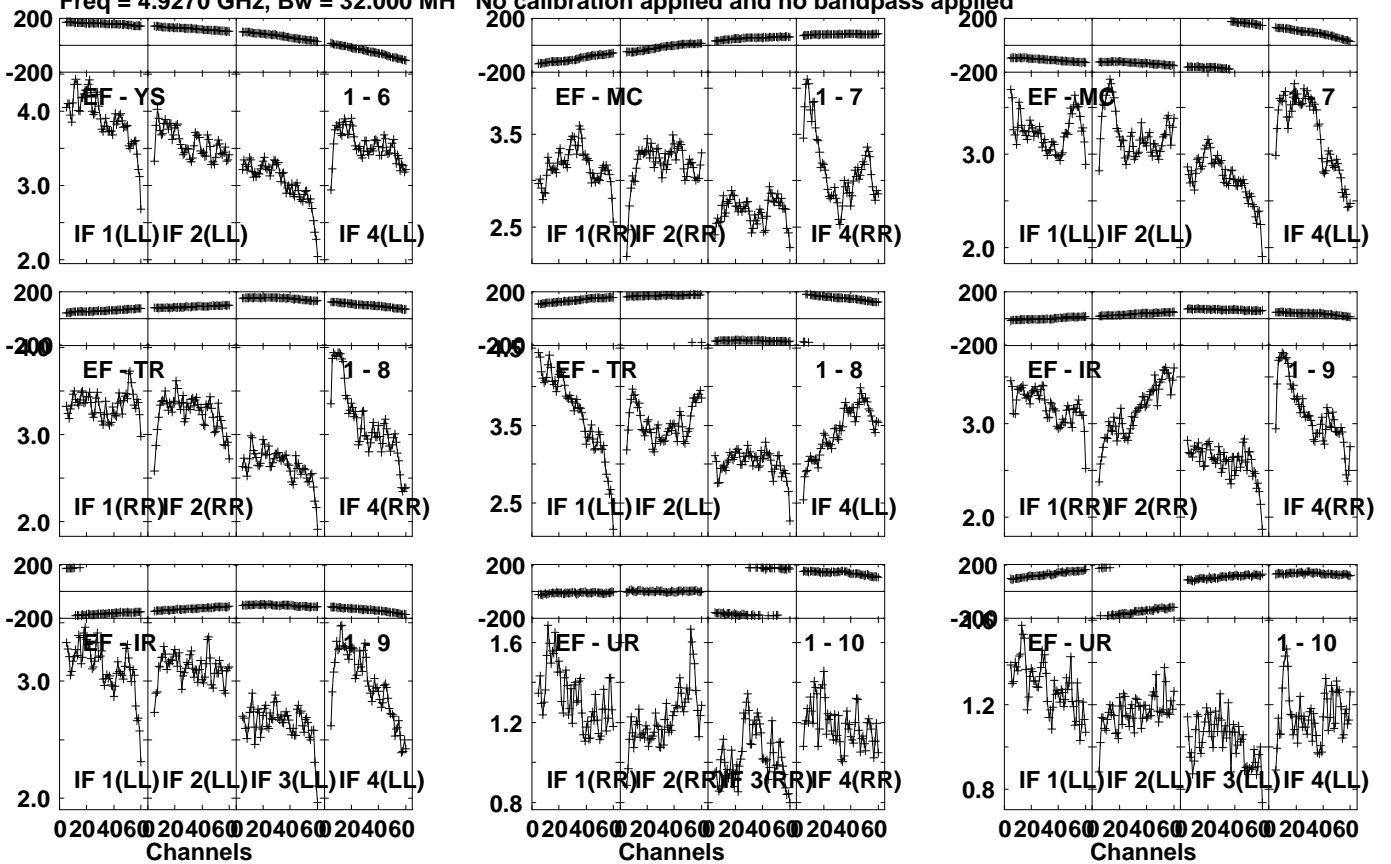 Freq = 4.9270 GHz, Bw = 32.000 MH No calibration applied and no bandpass applied
200 200 200
-200 -200
EF - YS 1 - 6 EF - MC 1 - 7 EF - MC 1 - 7
4.0 3.5 3.0
3.0 2.5 2.0
2.0
IF 1(LL) IF 2(LL) IF 4(LL) IF 1(RR) IF 2(RR) IF 4(RR) IF 1(LL) IF 2(LL) IF 4(LL)
200 200 200
-200 4.0 -200 4.5 -200
EF - TR 1 - 8 EF - TR 1 - 8 EF - IR 1 - 9
3.0 3.5 3.0
2.0 2.5 2.0
IF 1(RR) IF 2(RR) IF 4(RR) IF 1(LL) IF 2(LL) IF 4(LL) IF 1(RR) IF 2(RR) IF 4(RR)
200 200 200
-200 -200 -200 1.6
EF - IR 1 - 9 EF - UR 1 - 10 EF - UR 1 - 10
3.0 1.6 1.2
2.0 1.2 0.8
0.8
IF 1(LL) IF 2(LL) IF 3(LL) IF 4(LL) IF 1(RR) IF 2(RR) IF 3(RR) IF 4(RR) IF 1(LL) IF 2(LL) IF 3(LL) IF 4(LL)
0 20 40 60 0 20 40 60 0 20 40 60 0 20 40 60 0 20 40 60 0 20 40 60 0 20 40 60 0 20 40 60 0 20 40 60 0 20 40 60 0 20 40 60 0 20 40 60
Channels Channels Channels